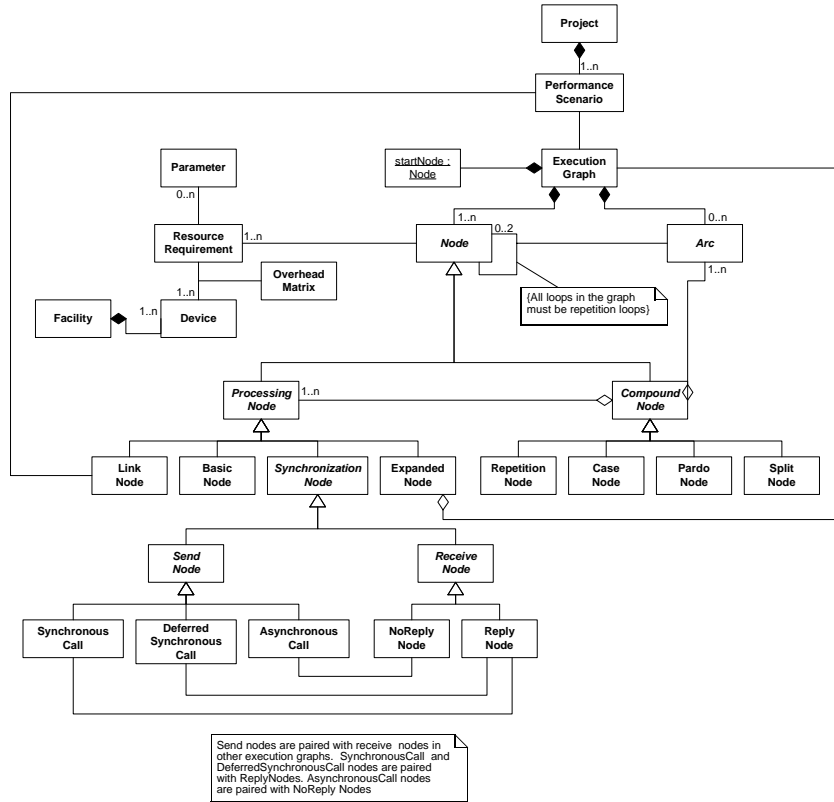 Project
1..n
Performance
Scenario
startNode :
Node
Execution
Graph
Parameter
0..n
Resource
Requirement
1..n
1..n
0..2
Node
0..n
Arc
1..n
Overhead
Matrix
{All loops in the graph
must be repetition loops}
1..n
Facility
1..n
Device
Processing
Node
1..n
Compound
Node
Link
Node
Basic
Node
Synchronization
Node
Expanded
Node
Repetition
Node
Case
Node
Pardo
Node
Split
Node
Send
Node
Receive
Node
Synchronous
Call
Deferred
Synchronous
Call
Asynchronous
Call
NoReply
Node
Reply
Node
Send nodes are paired with receive nodes in
other execution graphs. SynchronousCall and
DeferredSynchronousCall nodes are paired
with ReplyNodes. AsynchronousCall nodes
are paired with NoReply Nodes